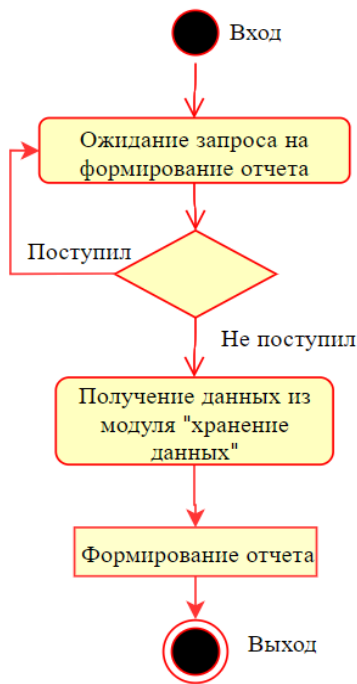 Вход
Ожидание запроса на
формирование отчета
Поступил
Не поступил
Получение данных из
модуля "хранение
данных"
Формирование отчета
Выход